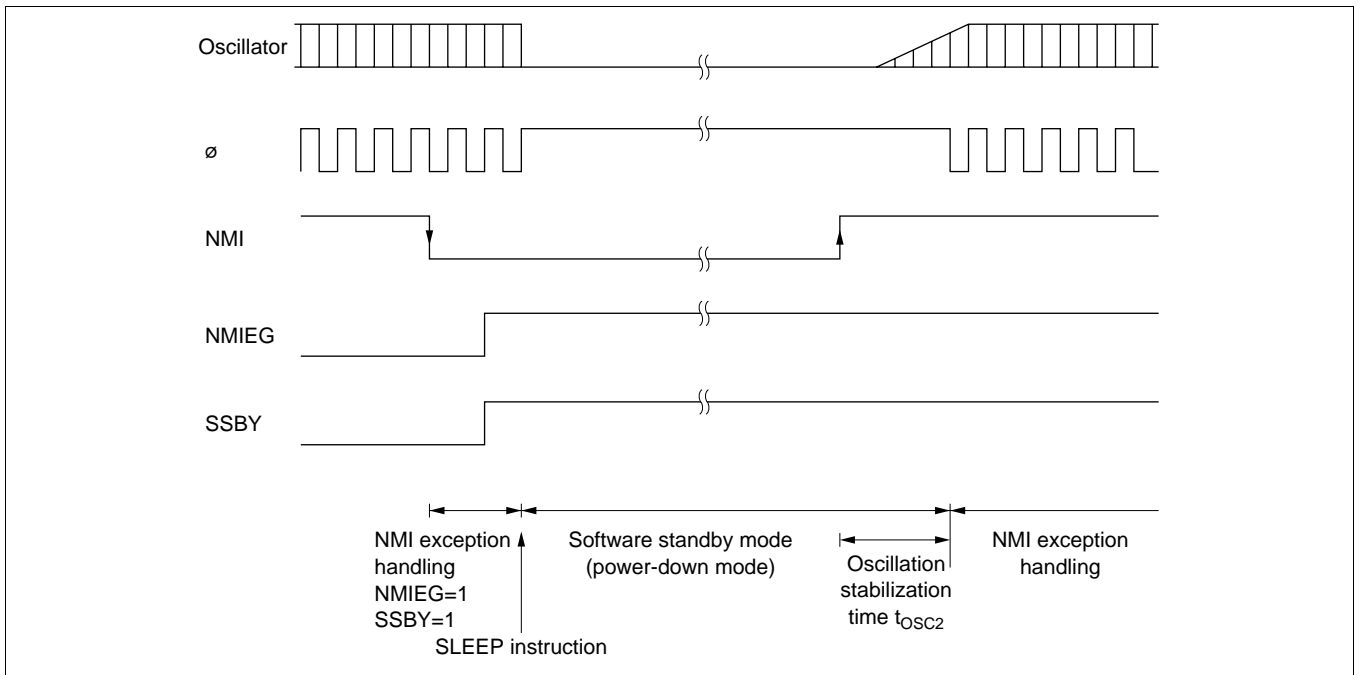 Oscillator
ø
NMI
NMIEG
SSBY
NMI exception
handling
NMIEG=1
SSBY=1
SLEEP instruction
Software standby mode
(power-down mode)
Oscillation
stabilization
time tOSC2
NMI exception
handling